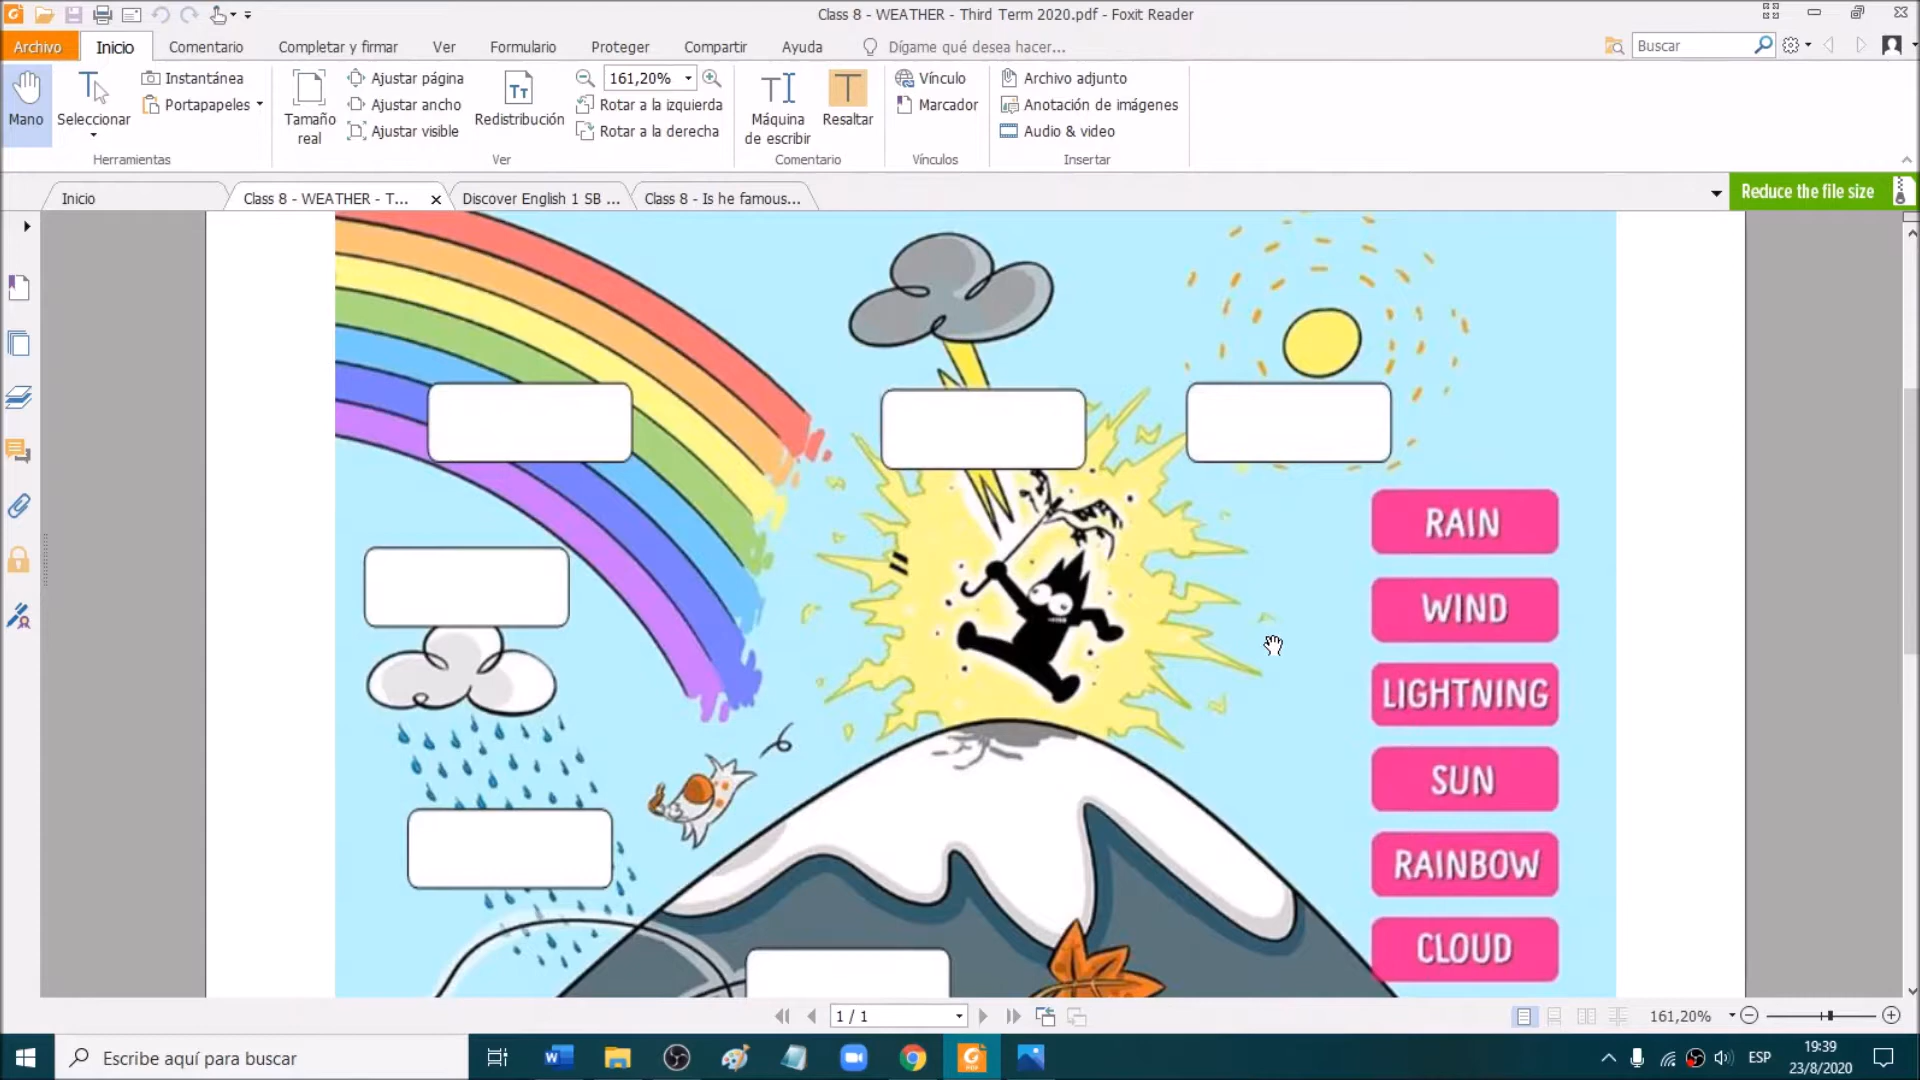 Class 8 - WEATHER - Third Term 2020.pdf - Foxit Reader
Archivo Inicio Comentario Completar y firmar Ver Formulario Proteger Compartir Ayuda Dígame qué desea hacer... Buscar
Mano
Seleccionar
Instantánea
Portapapeles
Herramientas
Tamaño
real
Ajustar página
Ajustar ancho
Ajustar visible
Redistribución
161,20%
Rotar a la izquierda
Rotar a la derecha
Ver
Máquina
de escribir
Resaltar
Comentario
Vínculo
Marcador
Vínculos
Archivo adjunto
Anotación de imágenes
Audio & video
Insertar
Inicio Class 8 - WEATHER - T... Discover English 1 SB ... Class 8 - Is he famous... Reduce the file size
RAIN
WIND
LIGHTNING
SUN
RAINBOW
CLOUD
1 / 1 161,20%
Escribe aquí para buscar
ESP
19:39
23/8/2020